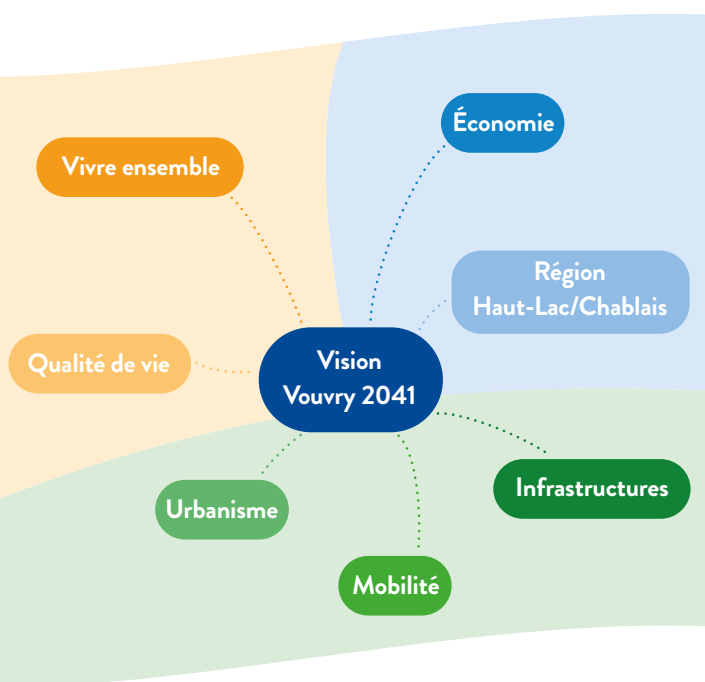 Économie
Vivre ensemble
Région
Haut-Lac/Chablais
Qualité de vie
Vision
Vouvry 2041
Infrastructures
Urbanisme
Mobilité